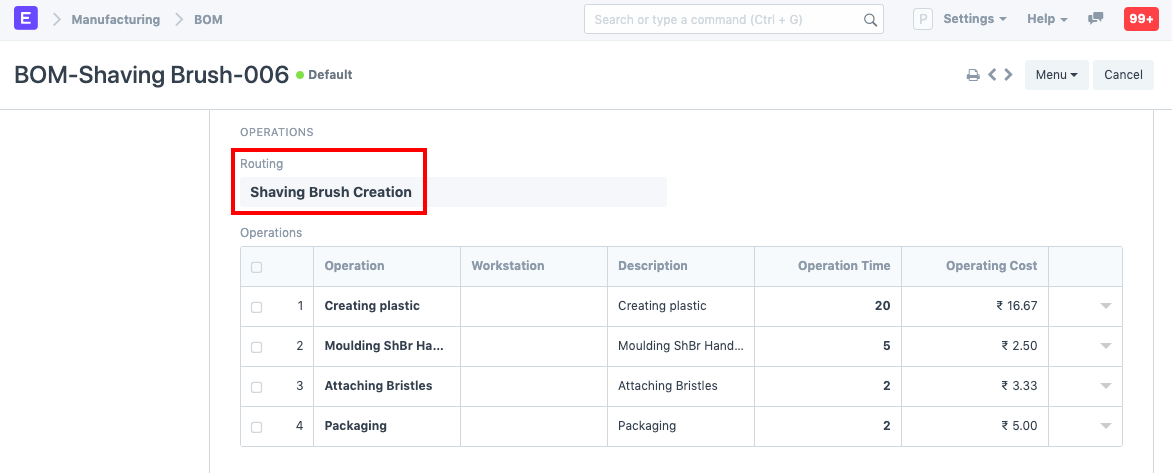 E Manufacturing BOM Search or type a command (Ctrl + G) P Settings Help 99+
BOM-Shaving Brush-006 Default Menu Cancel
OPERATIONS
Routing
Shaving Brush Creation
Operations
Operation Workstation Description Operation Time Operating Cost
1 Creating plastic Creating plastic 20 ₹ 16.67
2 Moulding ShBr Ha... Moulding ShBr Hand... 5 ₹ 2.50
3 Attaching Bristles Attaching Bristles 2 ₹ 3.33
4 Packaging Packaging 2 ₹ 5.00